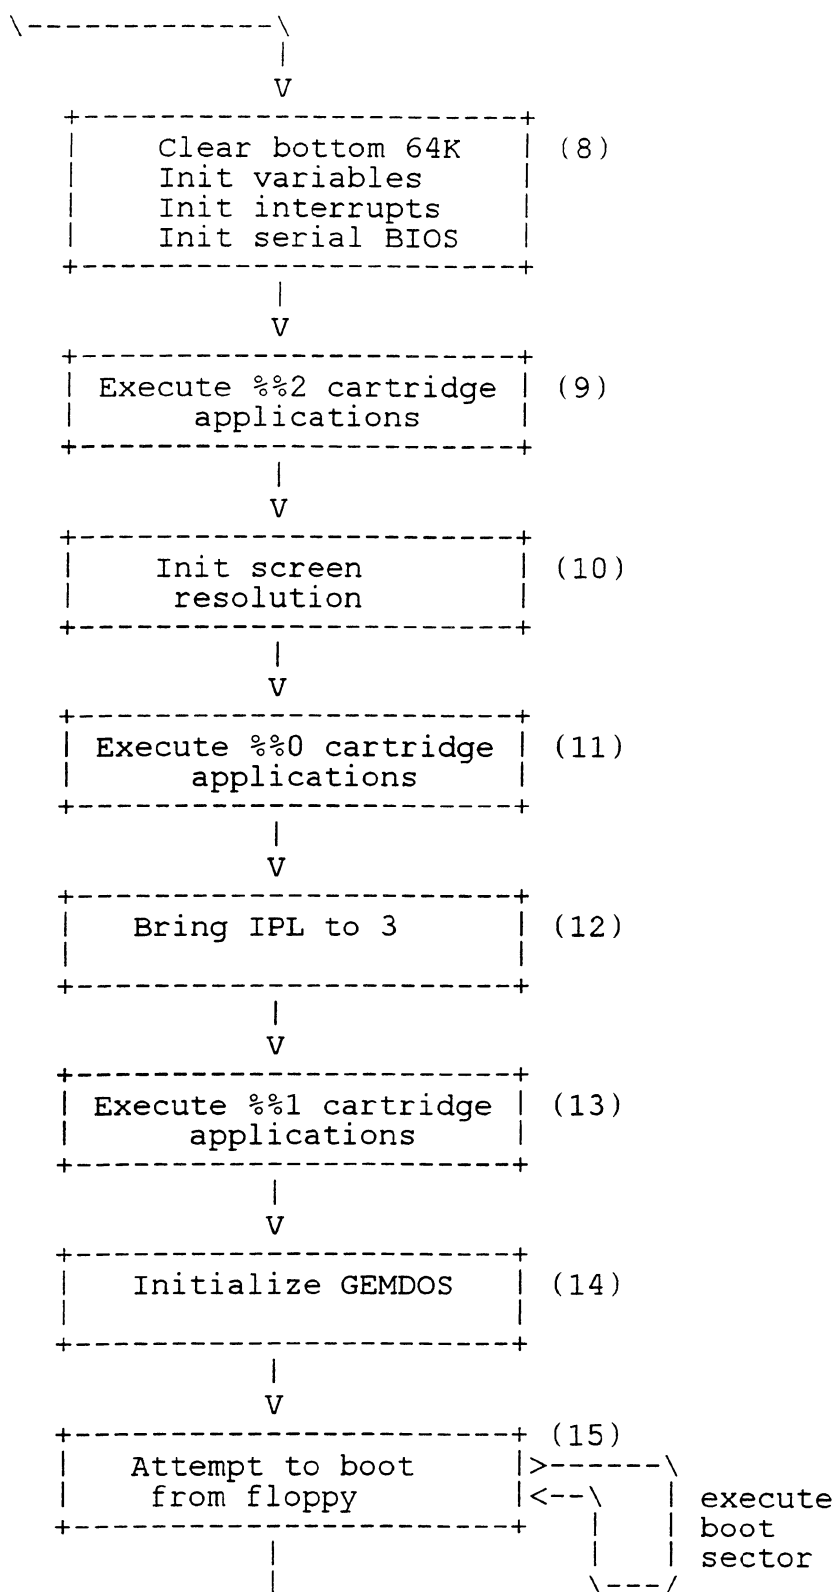 \-------------\
|
V
+-----------------------+
| Clear bottom 64K | (8)
| Init variables |
| Init interrupts |
| Init serial BIOS |
+-----------------------+
|
V
+-----------------------+
| Execute %%2 cartridge | (9)
| applications |
+-----------------------+
|
V
+-----------------------+
| Init screen | (10)
| resolution |
+-----------------------+
|
V
+-----------------------+
| Execute %%0 cartridge | (11)
| applications |
+-----------------------+
|
V
+-----------------------+
| Bring IPL to 3 | (12)
| |
+-----------------------+
|
V
+-----------------------+
| Execute %%1 cartridge | (13)
| applications |
+-----------------------+
|
V
+-----------------------+
| Initialize GEMDOS | (14)
| |
+-----------------------+
|
V
+-----------------------+ (15)
| Attempt to boot |>------\
| from floppy |<--\ | execute
+-----------------------+ | | boot
| | | sector
| \---/